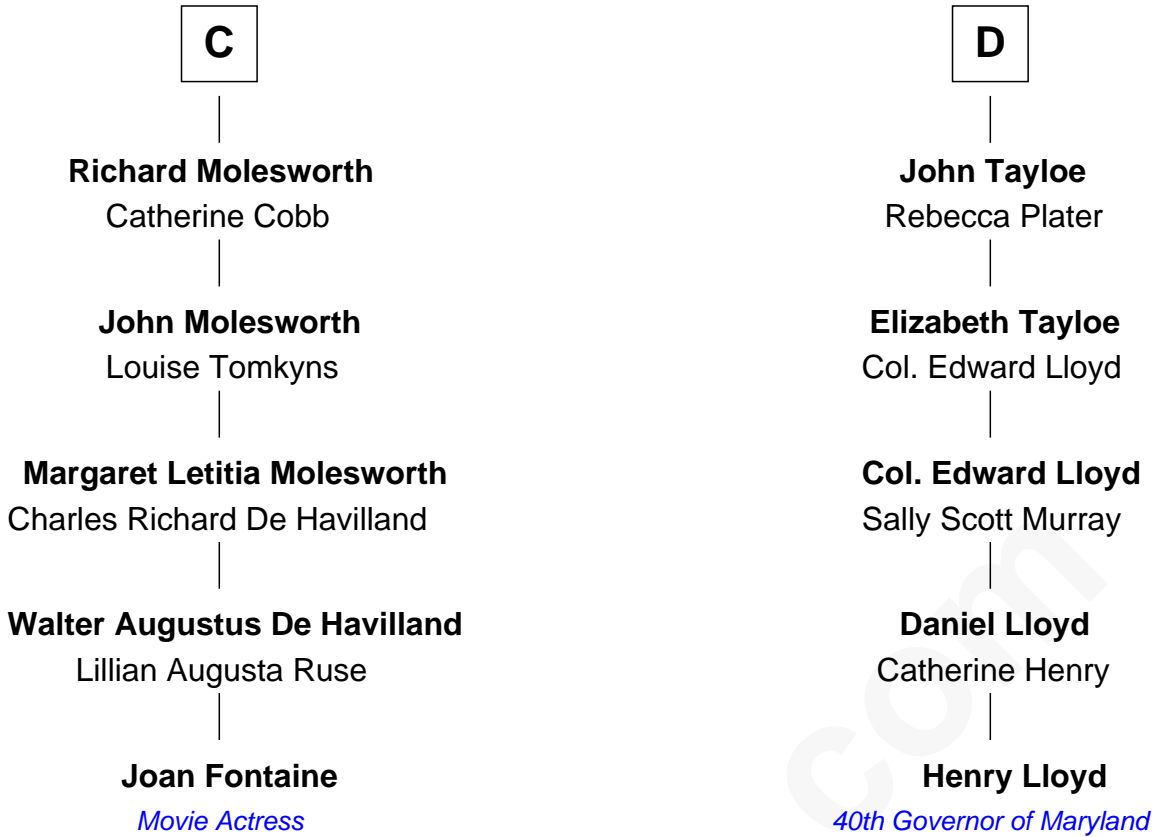 C
Richard Molesworth
Catherine Cobb
John Molesworth
Louise Tomkyns
Margaret Letitia Molesworth
Charles Richard De Havilland
Walter Augustus De Havilland
Lillian Augusta Ruse
Joan Fontaine
Movie Actress
D
John Tayloe
Rebecca Plater
Elizabeth Tayloe
Col. Edward Lloyd
Col. Edward Lloyd
Sally Scott Murray
Daniel Lloyd
Catherine Henry
Henry Lloyd
40th Governor of Maryland
com